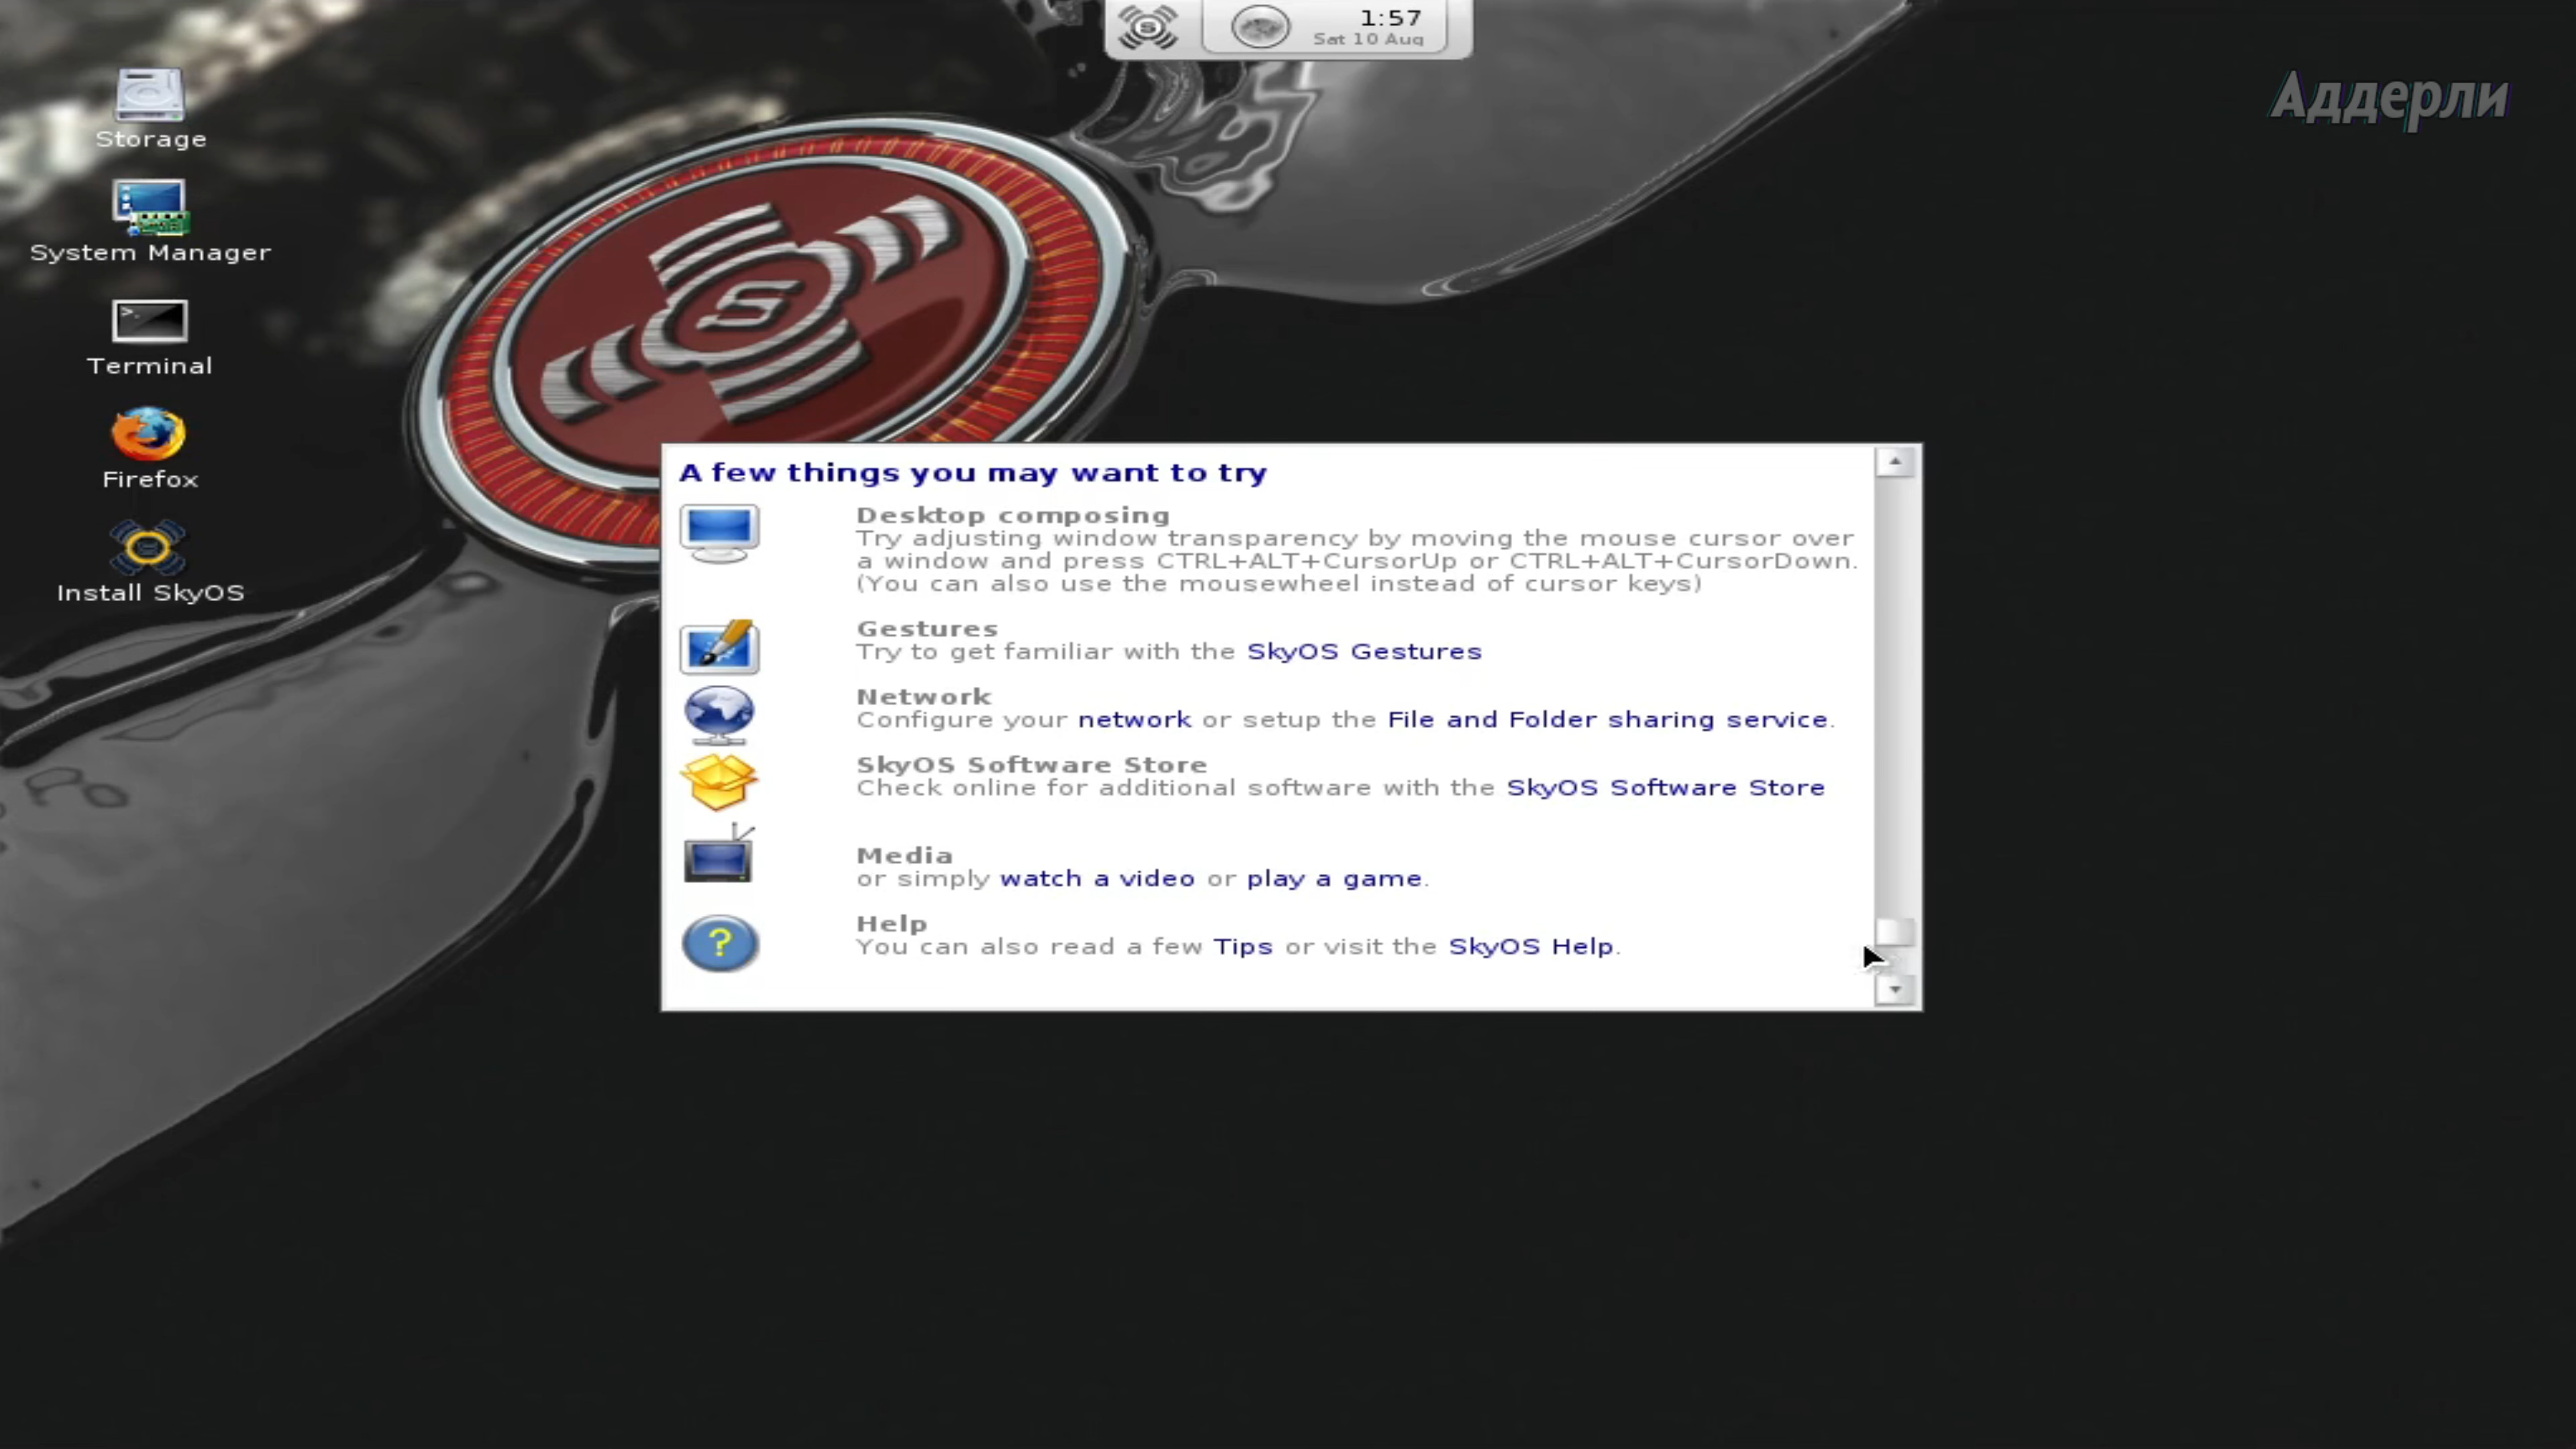 1:57
Sat 10 Aug
Аддерли
Storage
System Manager
Terminal
Firefox
Install SkyOS
A few things you may want to try
Desktop composing
Try adjusting window transparency by moving the mouse cursor over
a window and press CTRL+ALT+CursorUp or CTRL+ALT+CursorDown.
(You can also use the mousewheel instead of cursor keys)
Gestures
Try to get familiar with the SkyOS Gestures
Network
Configure your network or setup the File and Folder sharing service.
SkyOS Software Store
Check online for additional software with the SkyOS Software Store
Media
or simply watch a video or play a game.
Help
You can also read a few Tips or visit the SkyOS Help.